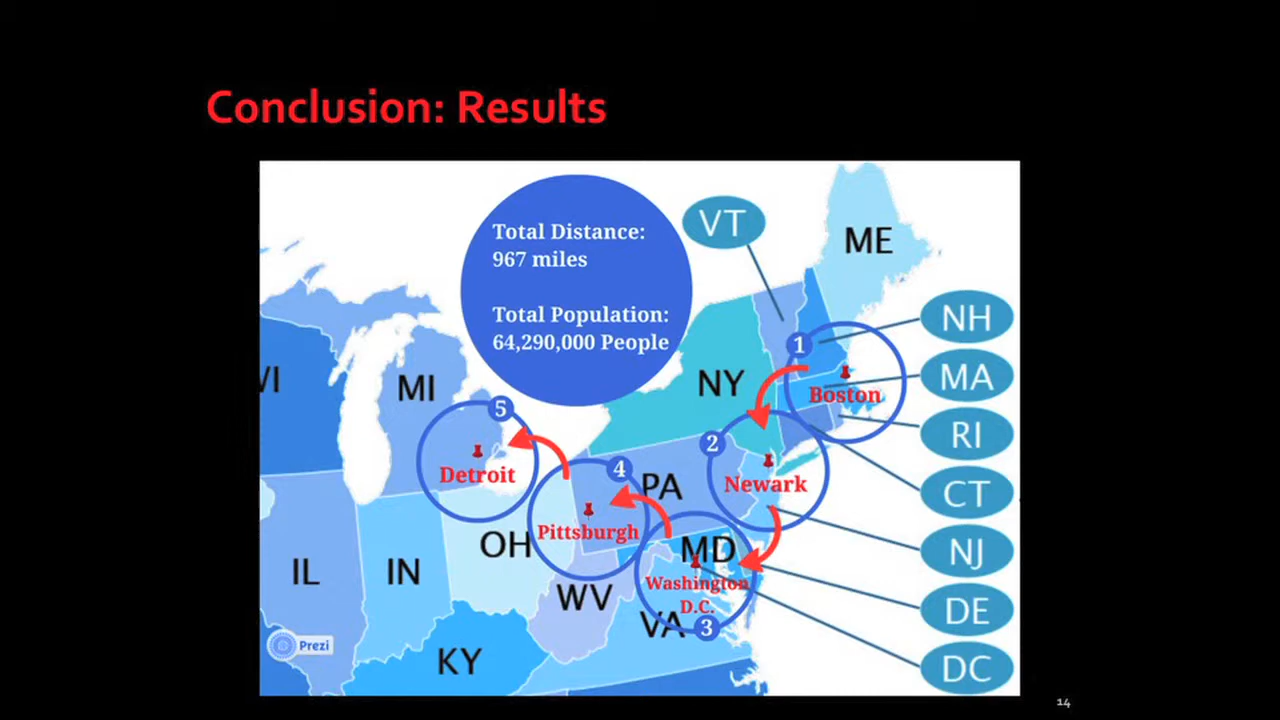 Conclusion: Results
Total Distance:
967 miles
Total Population:
64,290,000 People
VT
ME
NH
MA
RI
CT
NJ
DE
DC
1
Boston
NY
2
Newark
PA
MI
5
Detroit
4
Pittsburgh
OH
MD
Washington
D.C.
3
VA
WV
WI
IL
IN
KY
Prezi
14